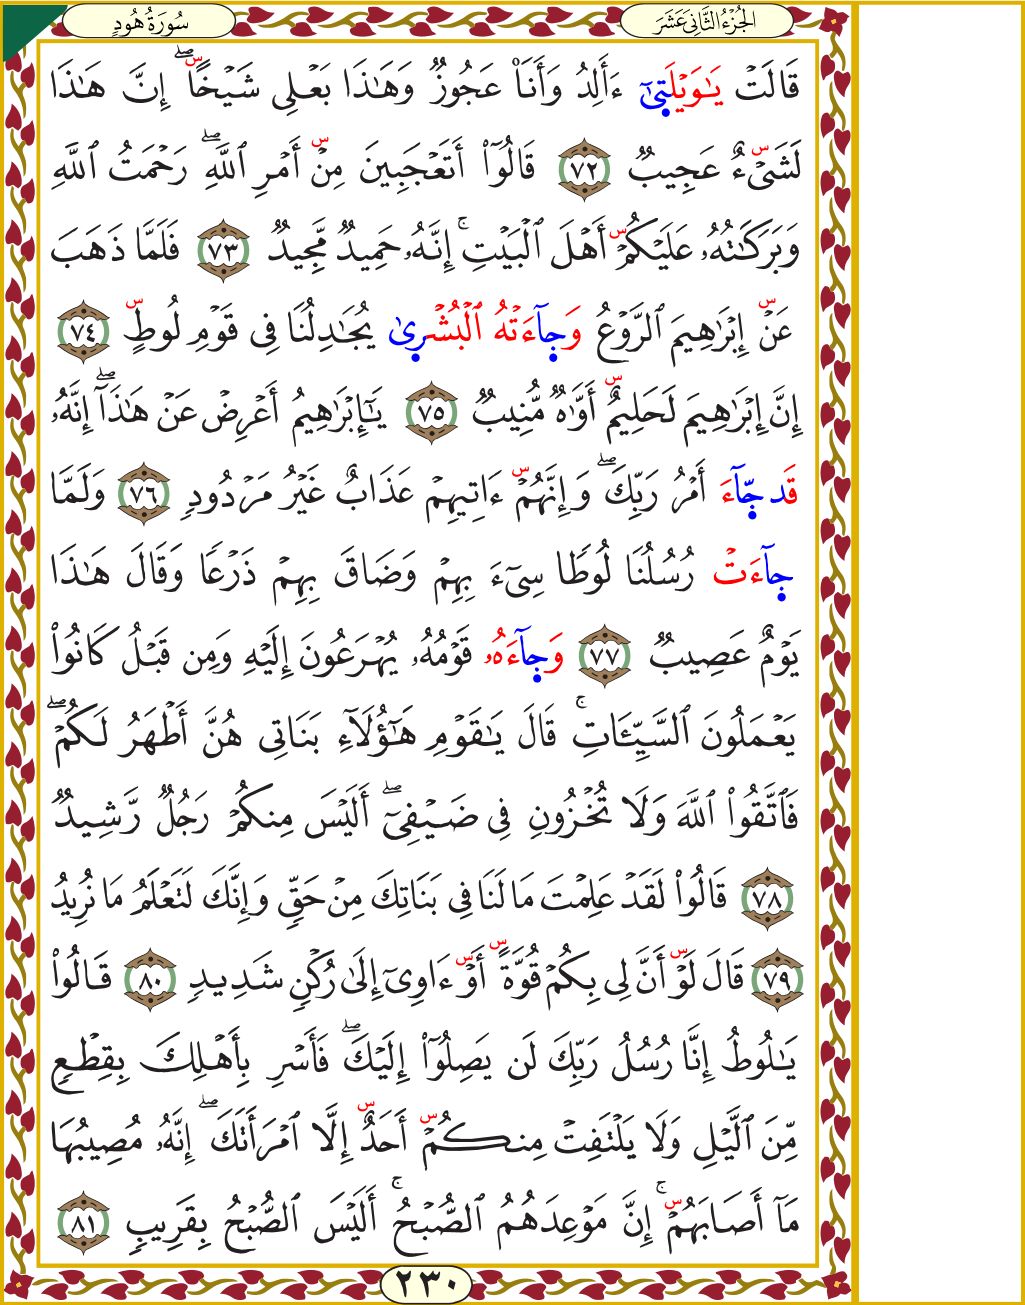 الجُزْءُ الثَّانِي عَشَرَ
سُورَةُ هُودٍ
قَالَتْ يَٰوَيْلَتِىٰٓ ءَأَلِدُ وَأَنَا۠ عَجُوزٌ وَهَٰذَا بَعْلِى شَيْخًاۖ إِنَّ هَٰذَا
لَشَىْءٌ عَجِيبٌ ٧٢ قَالُوٓا۟ أَتَعْجَبِينَ مِنْ أَمْرِ ٱللَّهِۖ رَحْمَتُ ٱللَّهِ
وَبَرَكَٰتُهُۥ عَلَيْكُمْ أَهْلَ ٱلْبَيْتِۚ إِنَّهُۥ حَمِيدٌ مَّجِيدٌ ٧٣ فَلَمَّا ذَهَبَ
عَنْ إِبْرَٰهِيمَ ٱلرَّوْعُ وَجِآءَتْهُ ٱلْبُشْرِىٰ يُجَٰدِلُنَا فِى قَوْمِ لُوطٍ ٧٤
إِنَّ إِبْرَٰهِيمَ لَحَلِيمٌ أَوَّٰهٌ مُّنِيبٌ ٧٥ يَٰٓإِبْرَٰهِيمُ أَعْرِضْ عَنْ هَٰذَآۖ إِنَّهُۥ
قَد جِّآءَ أَمْرُ رَبِّكَۖ وَإِنَّهُمْ ءَاتِيهِمْ عَذَابٌ غَيْرُ مَرْدُودٍ ٧٦ وَلَمَّا
جِآءَتْ رُسُلُنَا لُوطًا سِىٓءَ بِهِمْ وَضَاقَ بِهِمْ ذَرْعًا وَقَالَ هَٰذَا
يَوْمٌ عَصِيبٌ ٧٧ وَجِآءَهُۥ قَوْمُهُۥ يُهْرَعُونَ إِلَيْهِ وَمِن قَبْلُ كَانُوا۟
يَعْمَلُونَ ٱلسَّيِّـَٔاتِۚ قَالَ يَٰقَوْمِ هَٰٓؤُلَآءِ بَنَاتِى هُنَّ أَطْهَرُ لَكُمْۖ
فَٱتَّقُوا۟ ٱللَّهَ وَلَا تُخْزُونِ فِى ضَيْفِىٓۖ أَلَيْسَ مِنكُمْ رَجُلٌ رَّشِيدٌ
٧٨ قَالُوا۟ لَقَدْ عَلِمْتَ مَا لَنَا فِى بَنَاتِكَ مِنْ حَقٍّ وَإِنَّكَ لَتَعْلَمُ مَا نُرِيدُ
٧٩ قَالَ لَوْ أَنَّ لِى بِكُمْ قُوَّةً أَوْ ءَاوِىٓ إِلَىٰ رُكْنٍ شَدِيدٍ ٨٠ قَالُوا۟
يَٰلُوطُ إِنَّا رُسُلُ رَبِّكَ لَن يَصِلُوٓا۟ إِلَيْكَۖ فَأَسْرِ بِأَهْلِكَ بِقِطْعٍ
مِّنَ ٱلَّيْلِ وَلَا يَلْتَفِتْ مِنكُمْ أَحَدٌ إِلَّا ٱمْرَأَتَكَۖ إِنَّهُۥ مُصِيبُهَا
مَآ أَصَابَهُمْۚ إِنَّ مَوْعِدَهُمُ ٱلصُّبْحُۚ أَلَيْسَ ٱلصُّبْحُ بِقَرِيبٍ ٨١
٢٣٠